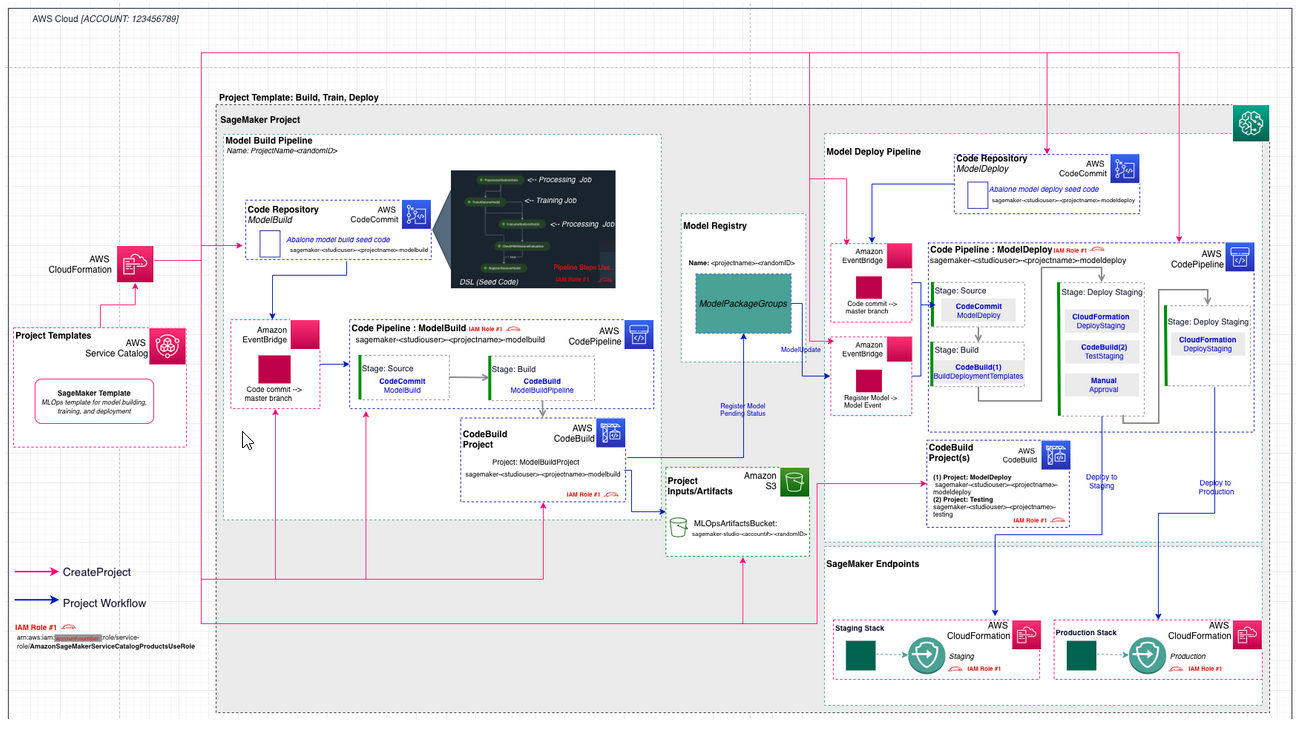 AWS Cloud [ACCOUNT: 123456789]
Project Template: Build, Train, Deploy
SageMaker Project
Model Build Pipeline
Name: ProjectName-<randomID>
Code Repository
ModelBuild
AWS
CodeCommit
Abalone model build seed code
sagemaker-<studiouser>-<projectname>-modelbuild
<-- Processing Job
<-- Training Job
<-- Processing Job
Pipeline Steps Use...
IAM Role #1
DSL (Seed Code)
AWS
CloudFormation
Project Templates
AWS
Service Catalog
SageMaker Template
MLOps template for model building,
training, and deployment
Amazon
EventBridge
Code commit -->
master branch
Code Pipeline : ModelBuild IAM Role #1
sagemaker-<studiouser>-<projectname>-modelbuild
AWS
CodePipeline
Stage: Source
CodeCommit
ModelBuild
Stage: Build
CodeBuild
ModelBuildPipeline
CodeBuild
Project
AWS
CodeBuild
Project: ModelBuildProject
sagemaker-<studiouser>-<projectname>-modelbuild
IAM Role #1
Model Registry
Name: <projectname>-<randomID>
ModelPackageGroups
ModelUpdate
Register Model
Pending Status
Project
Inputs/Artifacts
Amazon
S3
MLOpsArtifactsBucket:
sagemaker-studio-<account#>-<randomID>
Model Deploy Pipeline
Code Repository
ModelDeploy
AWS
CodeCommit
Abalone model deploy seed code
sagemaker-<studiouser>-<projectname>-modeldeploy
Amazon
EventBridge
Code commit -->
master branch
Amazon
EventBridge
Register Model ->
Model Event
Code Pipeline : ModelDeploy IAM Role #1
sagemaker-<studiouser>-<projectname>-modeldeploy
AWS
CodePipeline
Stage: Source
CodeCommit
ModelDeploy
Stage: Build
CodeBuild(1)
BuildDeploymentTemplates
Stage: Deploy Staging
CloudFormation
DeployStaging
CodeBuild(2)
TestStaging
Manual
Approval
Stage: Deploy Staging
CloudFormation
DeployStaging
CodeBuild
Project(s)
AWS
CodeBuild
(1) Project: ModelDeploy
sagemaker-<studiouser>-<projectname>-
modeldeploy
(2) Project: Testing
sagemaker-<studiouser>-<projectname>-
testing
IAM Role #1
Deploy to
Staging
Deploy to
Production
SageMaker Endpoints
Staging Stack
AWS
CloudFormation
Staging
IAM Role #1
Production Stack
AWS
CloudFormation
Production
IAM Role #1
CreateProject
Project Workflow
IAM Role #1
arn:aws:iam: :role/service-
role/AmazonSageMakerServiceCatalogProductsUseRole